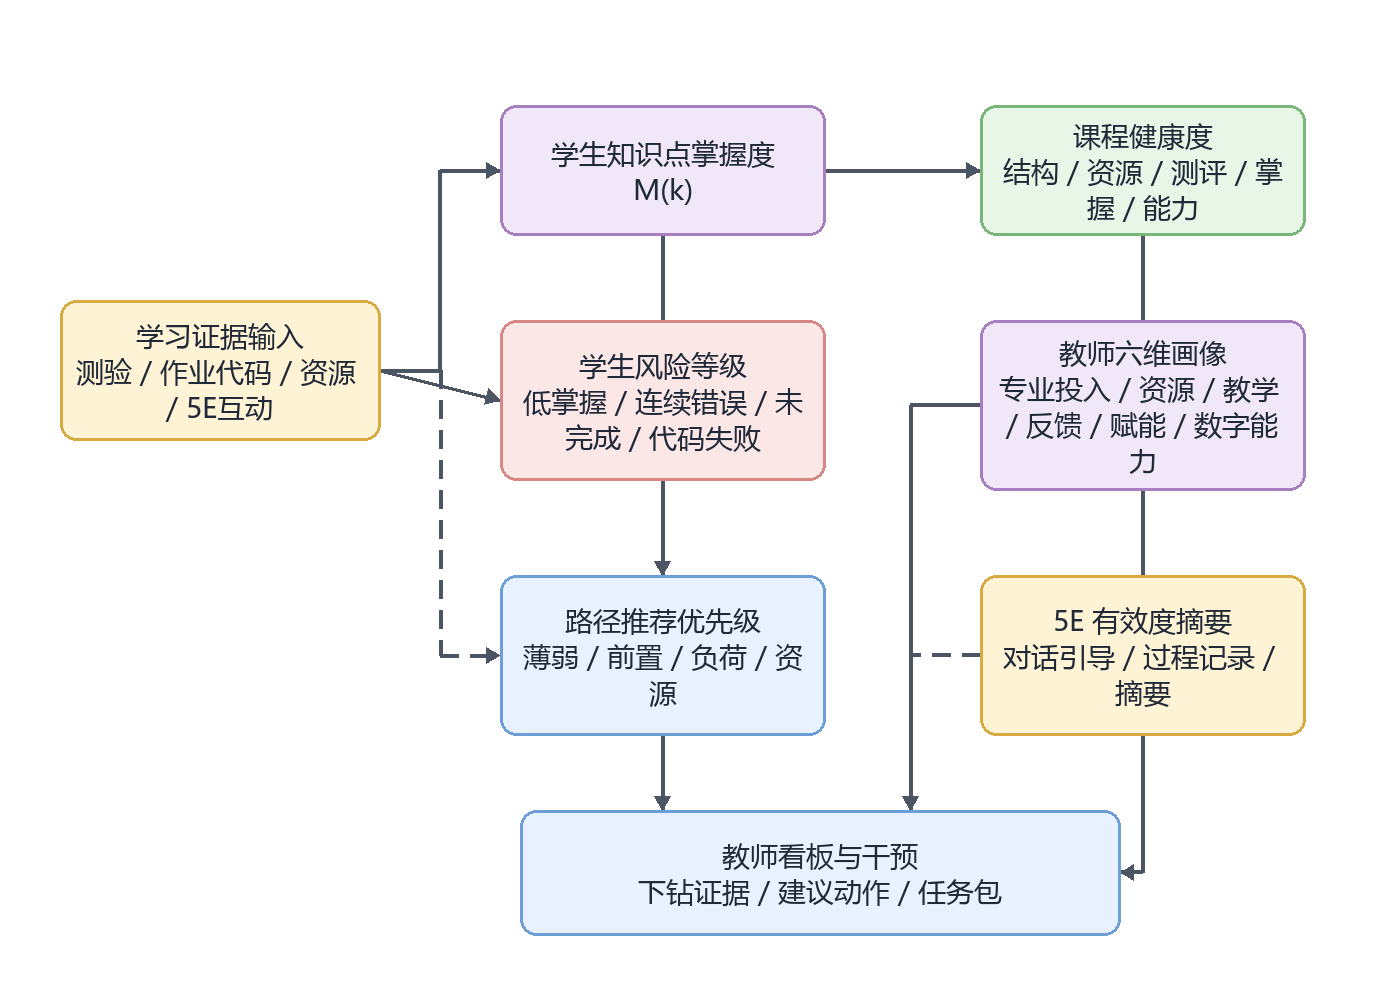 学生知识点掌握度
M(k)
课程健康度
结构 / 资源 / 测评 / 掌
握 / 能力
学习证据输入
测验 / 作业代码 / 资源
/ 5E互动
学生风险等级
低掌握 / 连续错误 / 未
完成 / 代码失败
教师六维画像
专业投入 / 资源 / 教学
/ 反馈 / 赋能 / 数字能
力
路径推荐优先级
薄弱 / 前置 / 负荷 / 资
源
5E 有效度摘要
对话引导 / 过程记录 /
摘要
教师看板与干预
下钻证据 / 建议动作 / 任务包